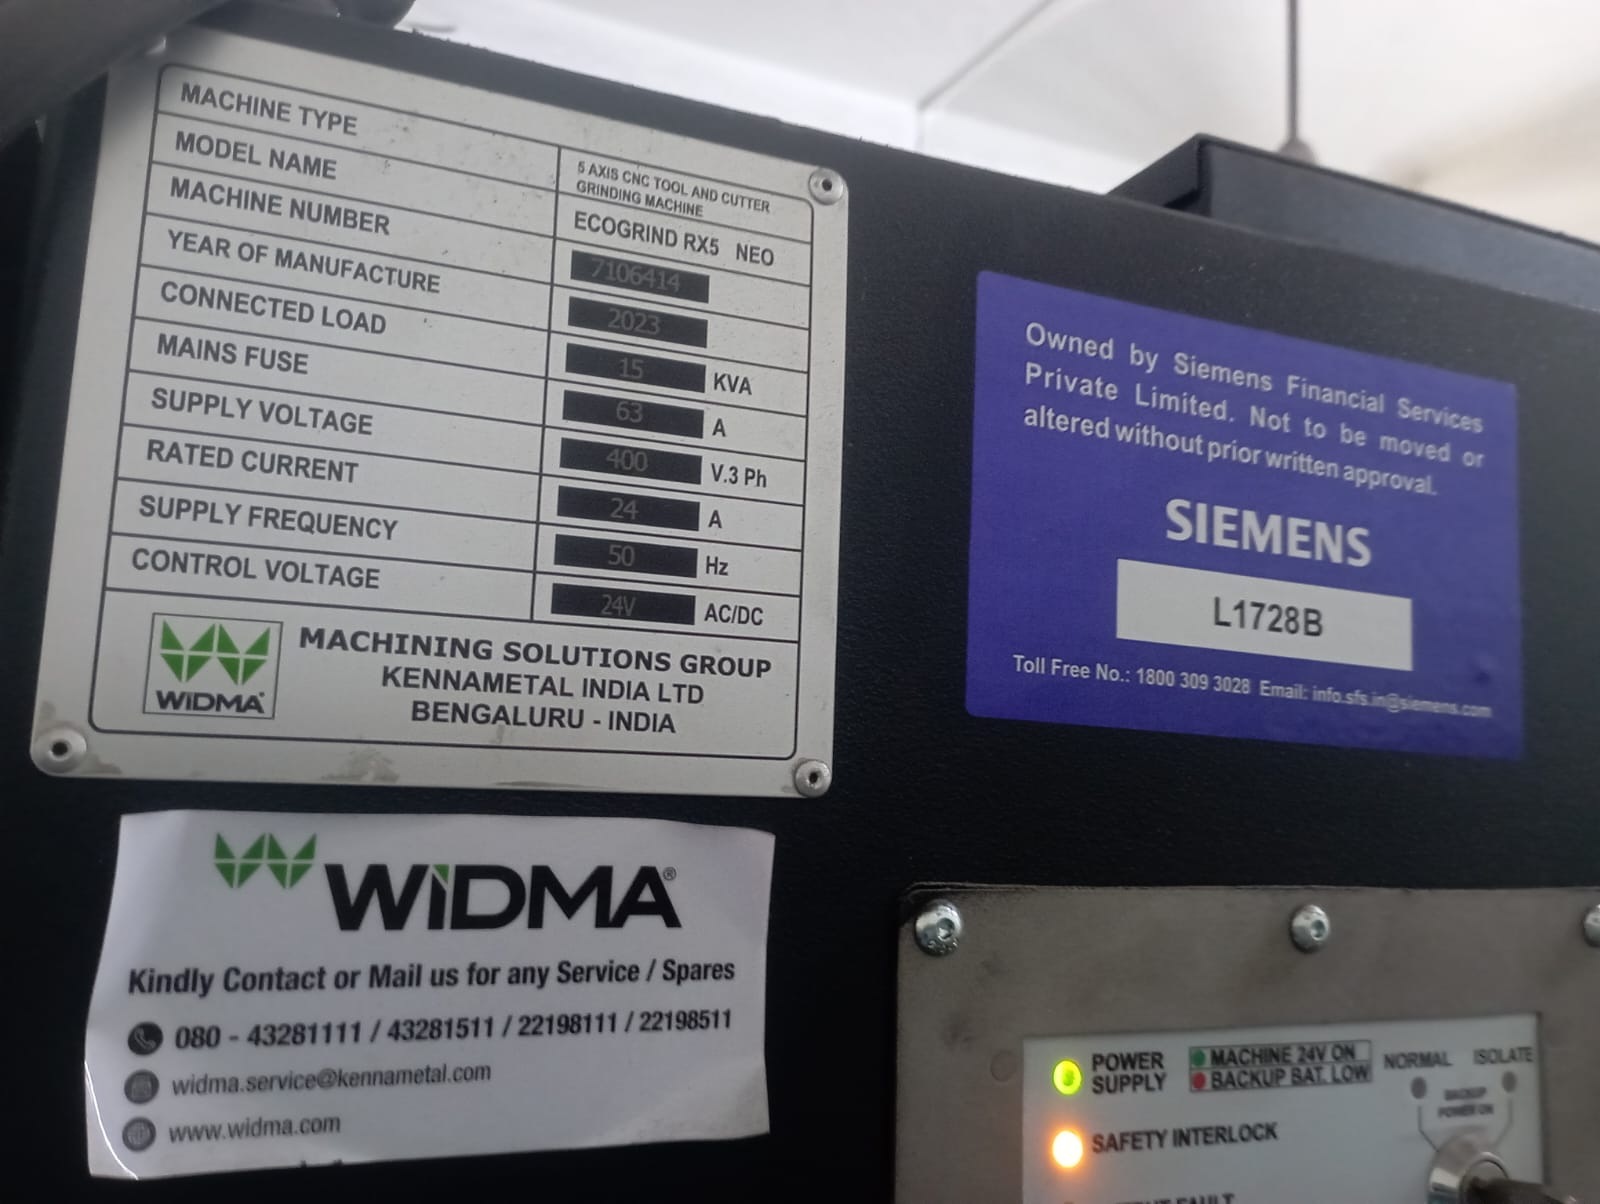 MACHINE TYPE
5 AXIS CNC TOOL AND CUTTER
GRINDING MACHINE
MODEL NAME
ECOGRIND RX5 NEO
MACHINE NUMBER
7106414
YEAR OF MANUFACTURE
2023
CONNECTED LOAD
15 KVA
MAINS FUSE
63 A
SUPPLY VOLTAGE
400 V.3 Ph
RATED CURRENT
24 A
SUPPLY FREQUENCY
50 Hz
CONTROL VOLTAGE
24V AC/DC
WIDMA
MACHINING SOLUTIONS GROUP
KENNAMETAL INDIA LTD
BENGALURU - INDIA
Owned by Siemens Financial Services
Private Limited. Not to be moved or
altered without prior written approval.
SIEMENS
L1728B
Toll Free No.: 1800 309 3028 Email: info.sfs.in@siemens.com
WIDMA®
Kindly Contact or Mail us for any Service / Spares
080 - 43281111 / 43281511 / 22198111 / 22198511
widma.service@kennametal.com
www.widma.com
POWER
SUPPLY
MACHINE 24V ON
BACKUP BAT. LOW
NORMAL
ISOLATE
BACKUP
POWER ON
SAFETY INTERLOCK
FAULT